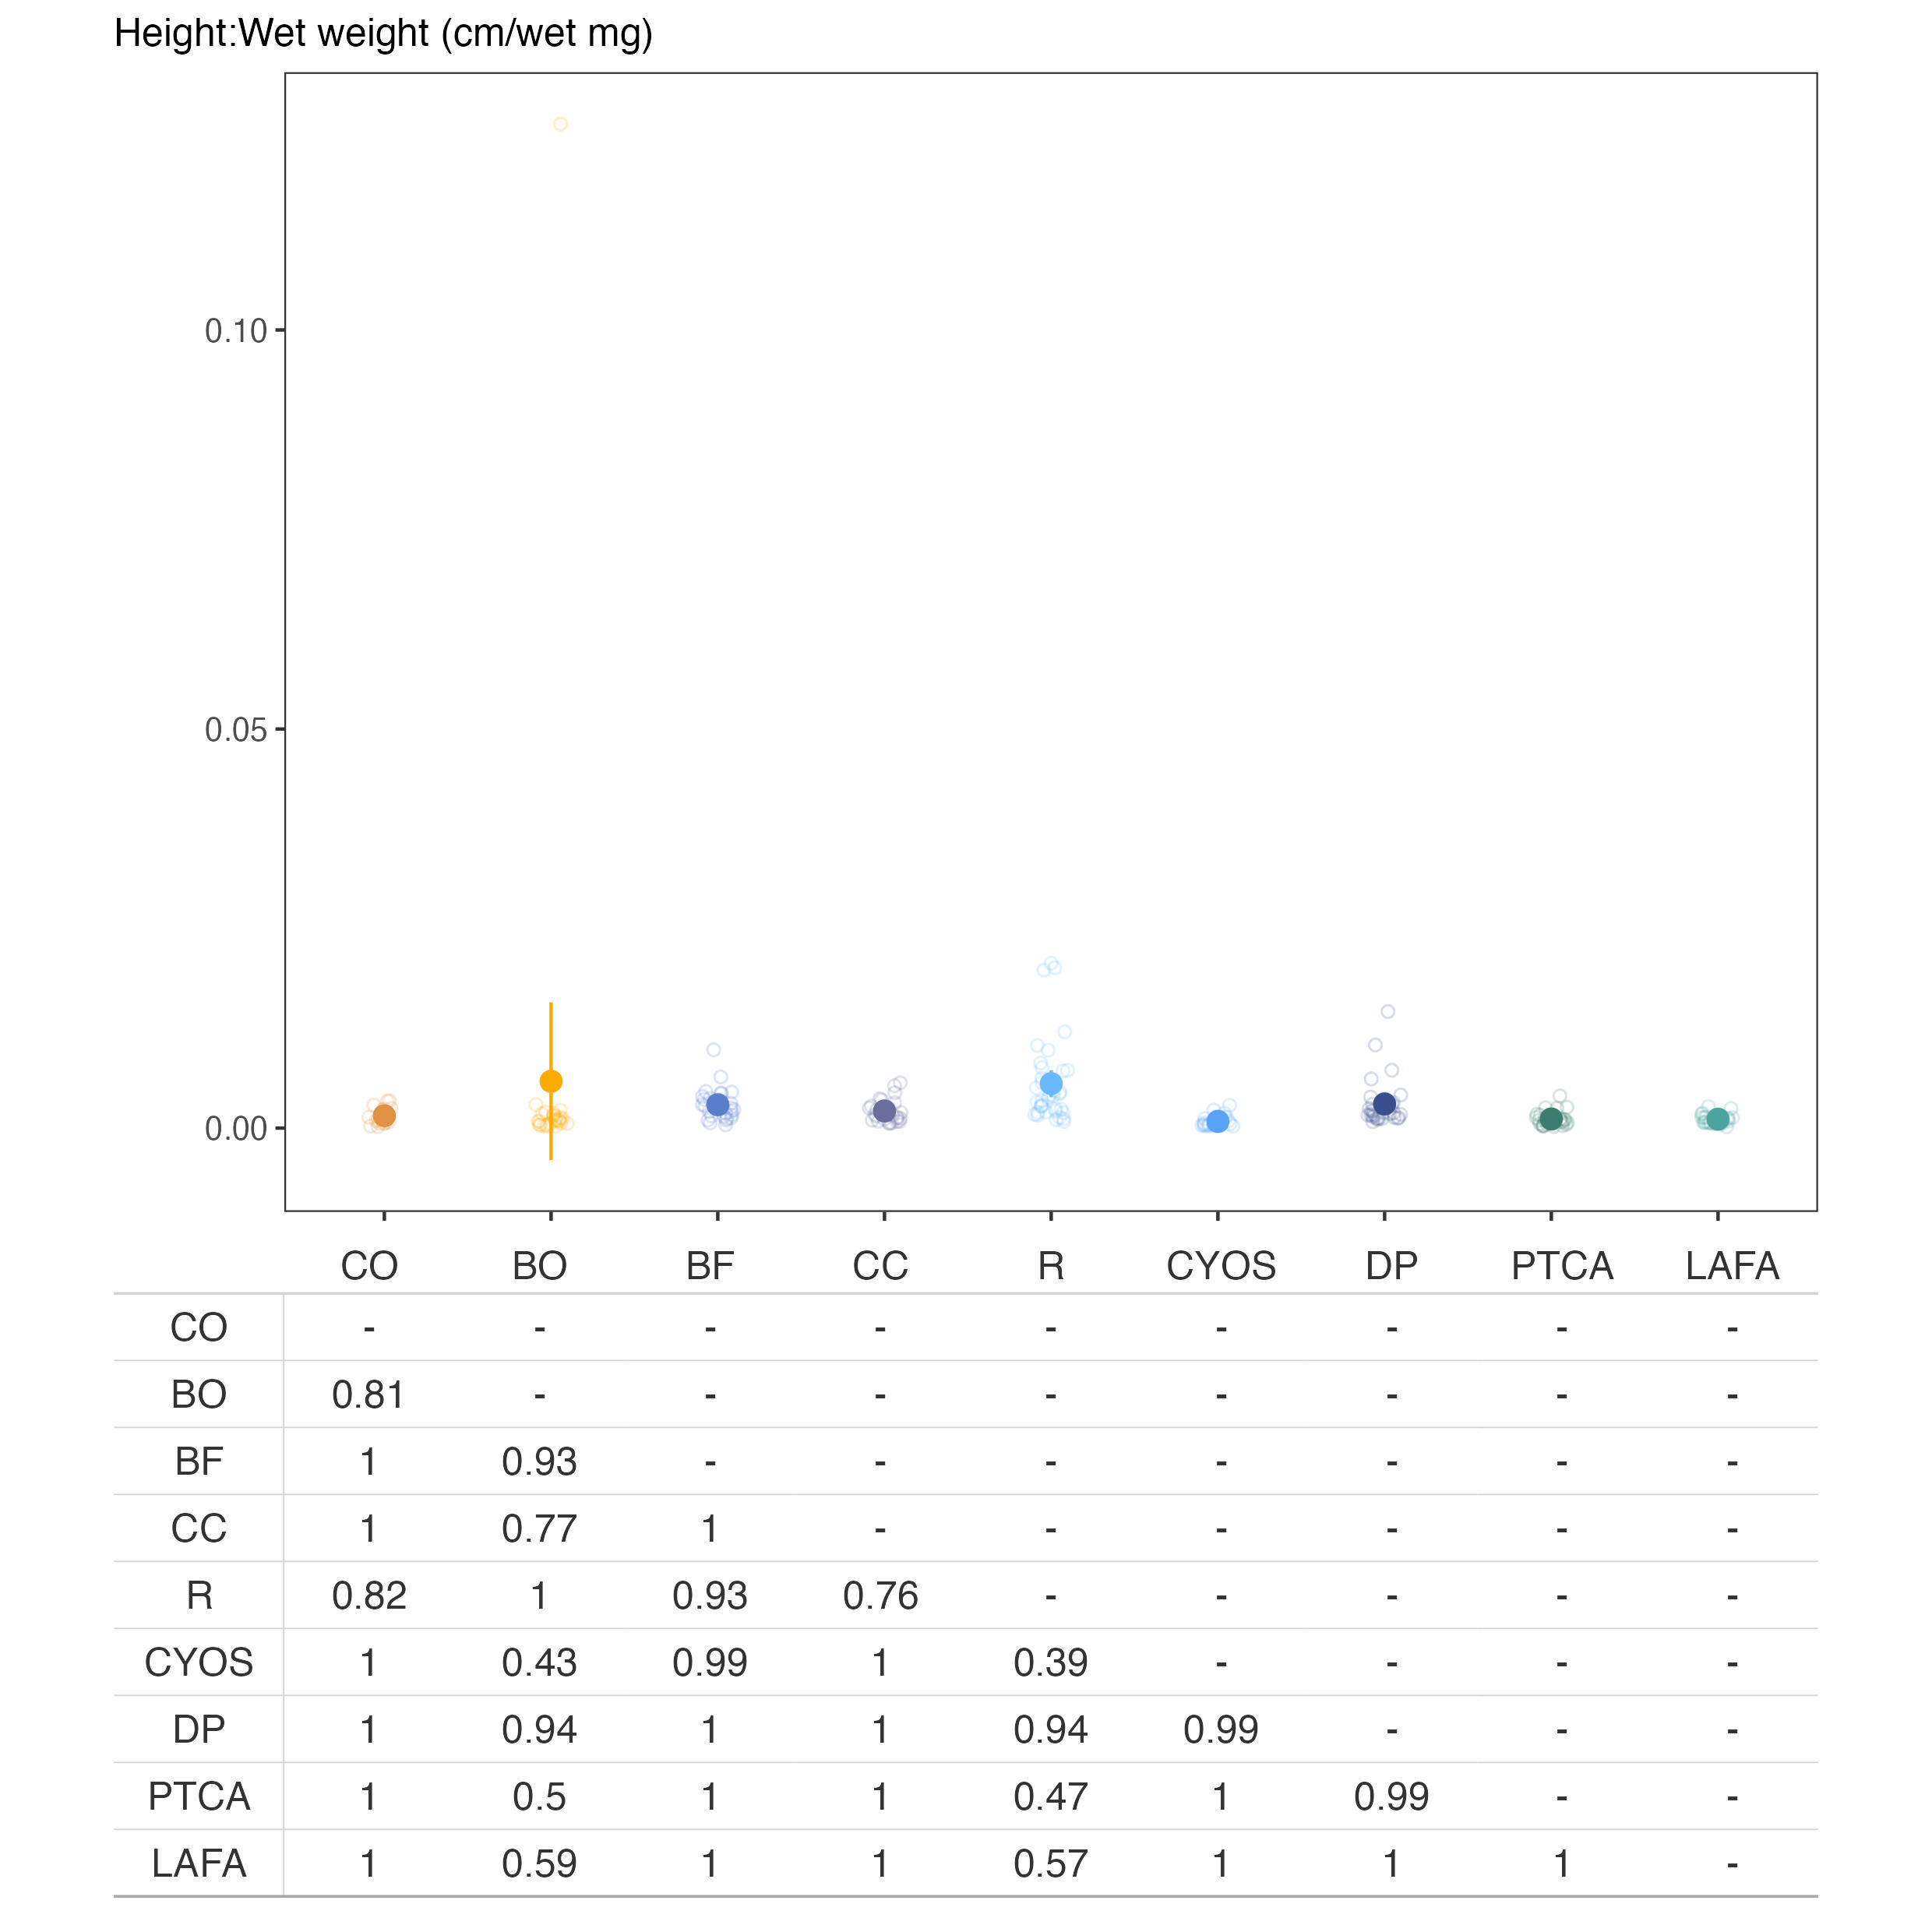 Height:Wet weight (cm/wet mg)
0.10
0.05
0.00
CO BO BF CC R CYOS DP PTCA LAFA
CO - - - - - - - - -
BO 0.81 - - - - - - - -
BF 1 0.93 - - - - - - -
CC 1 0.77 1 - - - - - -
R 0.82 1 0.93 0.76 - - - - -
CYOS 1 0.43 0.99 1 0.39 - - - -
DP 1 0.94 1 1 0.94 0.99 - - -
PTCA 1 0.5 1 1 0.47 1 0.99 - -
LAFA 1 0.59 1 1 0.57 1 1 1 -